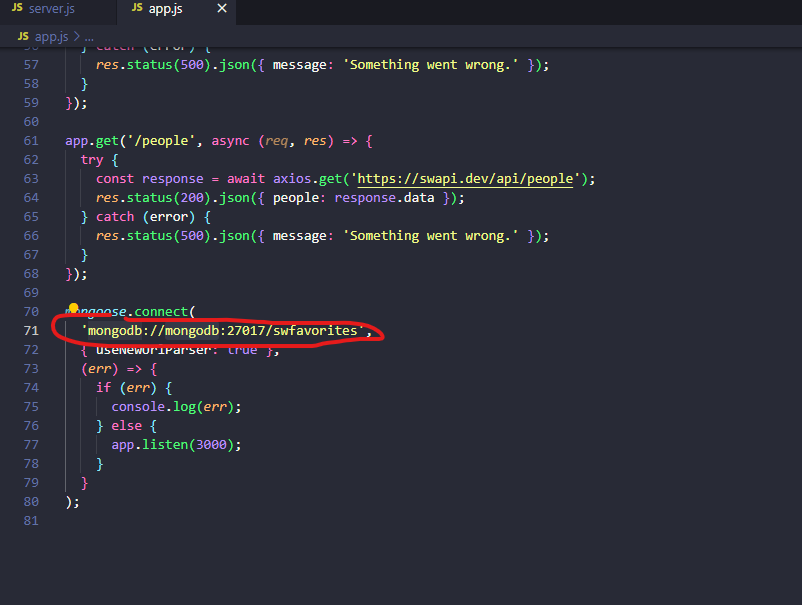 JS server.js
JS app.js ✕
JS app.js > ...
56 } catch (error) {
57 res.status(500).json({ message: 'Something went wrong.' });
58 }
59 });
60
61 app.get('/people', async (req, res) => {
62 try {
63 const response = await axios.get('https://swapi.dev/api/people');
64 res.status(200).json({ people: response.data });
65 } catch (error) {
66 res.status(500).json({ message: 'Something went wrong.' });
67 }
68 });
69
70 mongoose.connect(
71 'mongodb://mongodb:27017/swfavorites',
72 { useNewUrlParser: true },
73 (err) => {
74 if (err) {
75 console.log(err);
76 } else {
77 app.listen(3000);
78 }
79 }
80 );
81